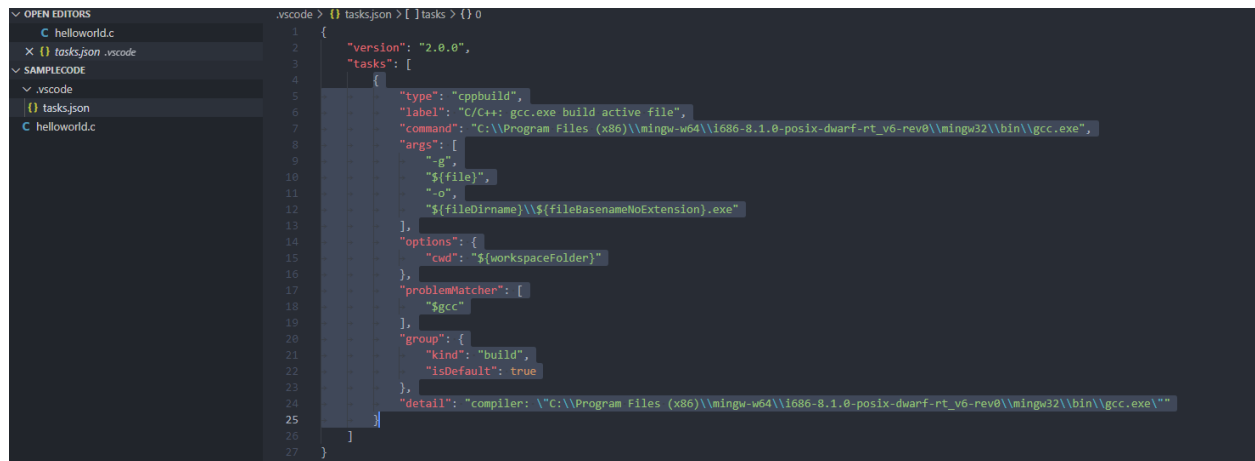 OPEN EDITORS
C helloworld.c
{} tasks.json .vscode
SAMPLECODE
.vscode
{} tasks.json
C helloworld.c
.vscode > {} tasks.json > [ ] tasks > {} 0
1 {
2 "version": "2.0.0",
3 "tasks": [
4 {
5 "type": "cppbuild",
6 "label": "C/C++: gcc.exe build active file",
7 "command": "C:\\Program Files (x86)\\mingw-w64\\i686-8.1.0-posix-dwarf-rt_v6-rev0\\mingw32\\bin\\gcc.exe",
8 "args": [
9 "-g",
10 "${file}",
11 "-o",
12 "${fileDirname}\\${fileBasenameNoExtension}.exe"
13 ],
14 "options": {
15 "cwd": "${workspaceFolder}"
16 },
17 "problemMatcher": [
18 "$gcc"
19 ],
20 "group": {
21 "kind": "build",
22 "isDefault": true
23 },
24 "detail": "compiler: \"C:\\Program Files (x86)\\mingw-w64\\i686-8.1.0-posix-dwarf-rt_v6-rev0\\mingw32\\bin\\gcc.exe\""
25 }
26 ]
27 }